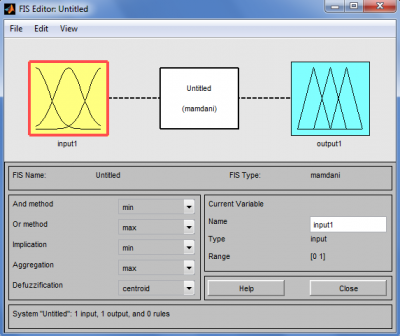 FIS Editor: Untitled
File Edit View
Untitled
(mamdani)
input1
output1
FIS Name: Untitled FIS Type: mamdani
And method min
Or method max
Implication min
Aggregation max
Defuzzification centroid
Current Variable
Name input1
Type input
Range [0 1]
Help Close
System "Untitled": 1 input, 1 output, and 0 rules